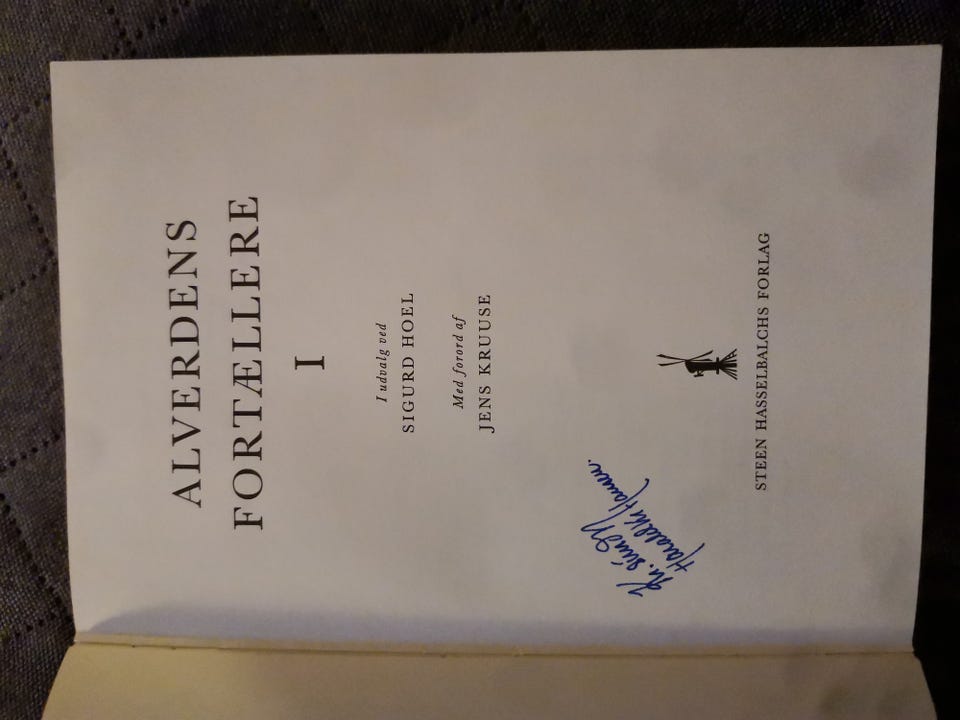 ALVERDENS
FORTÆLLERE
I
I udvalg ved
SIGURD HOEL
Med forord af
JENS KRUUSE
STEEN HASSELBALCHS FORLAG